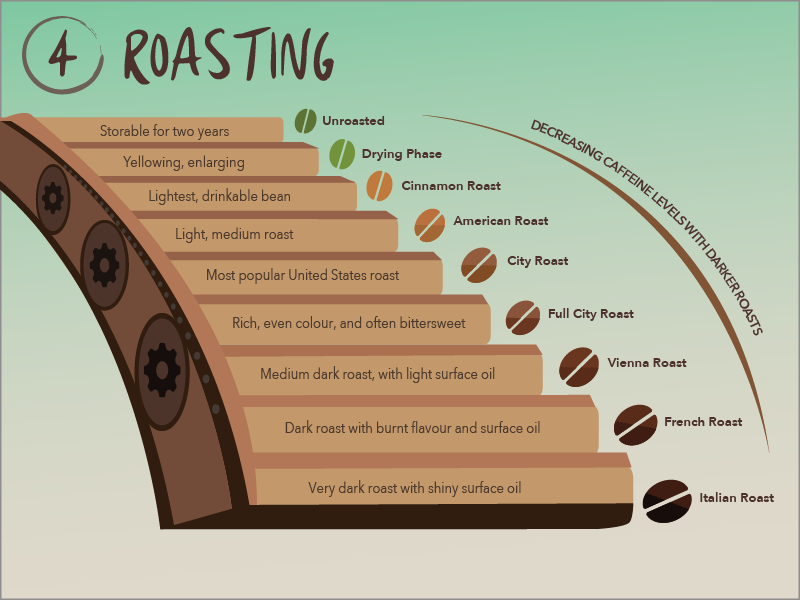 4 ROASTING
Storable for two years
Unroasted
Yellowing, enlarging
Drying Phase
Lightest, drinkable bean
Cinnamon Roast
Light, medium roast
American Roast
Most popular United States roast
City Roast
Rich, even colour, and often bittersweet
Full City Roast
Medium dark roast, with light surface oil
Vienna Roast
Dark roast with burnt flavour and surface oil
French Roast
Very dark roast with shiny surface oil
Italian Roast
DECREASING CAFFEINE LEVELS WITH DARKER ROASTS